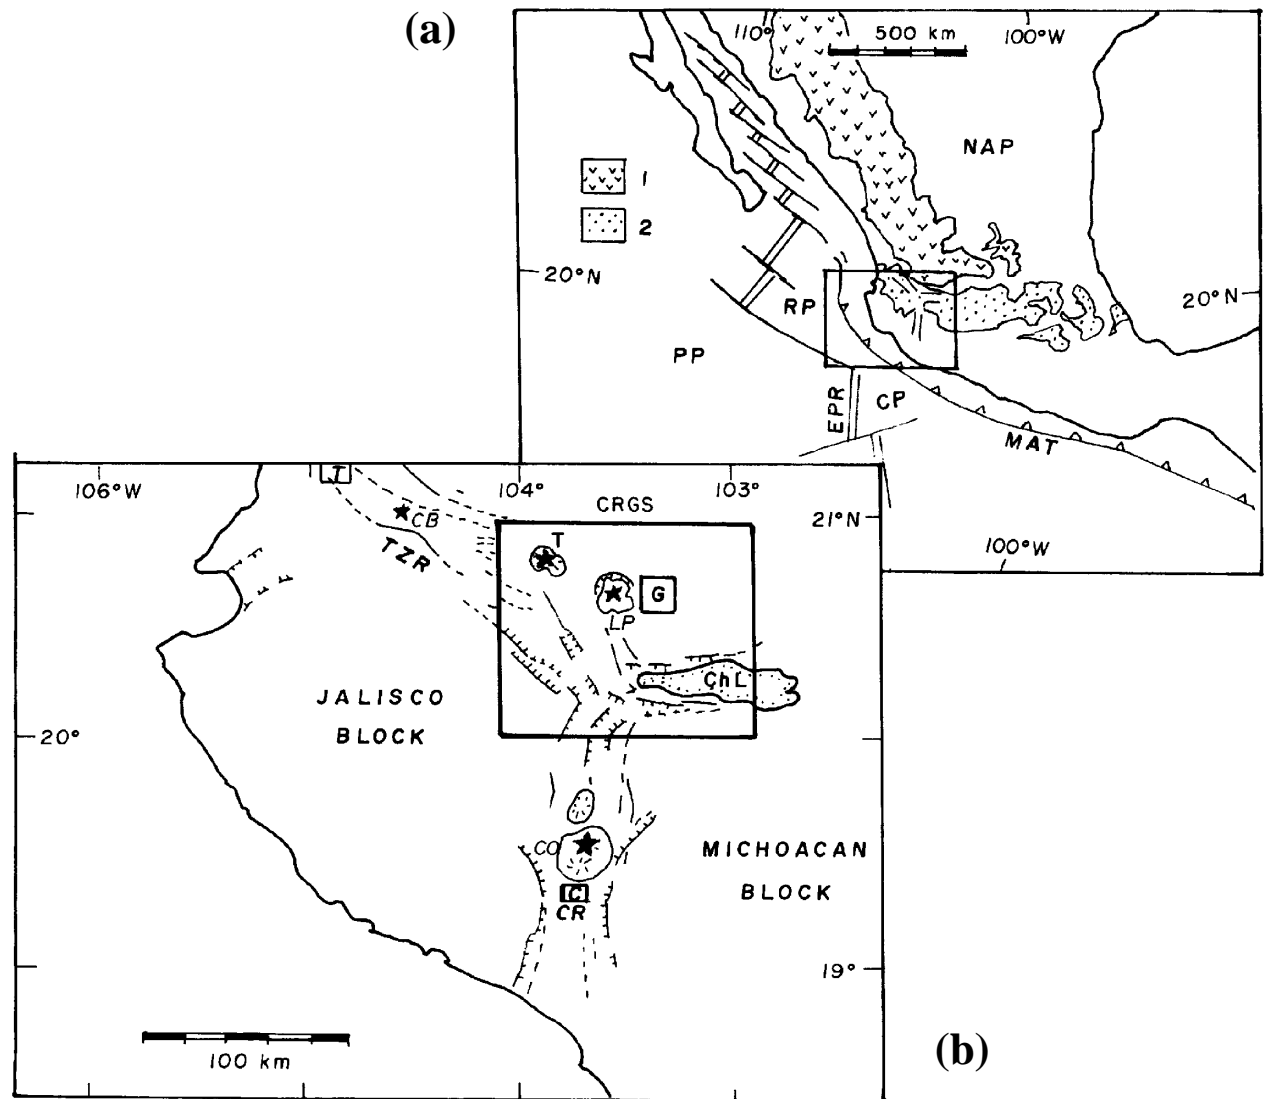 (a)
110°
500 km
100°W
NAP
1
2
20°N
20°N
RP
PP
EPR
CP
MAT
100°W
106°W
104°
103°
T
CRGS
21°N
CB
TZR
T
G
LP
ChL
JALISCO
BLOCK
20°
CO
C
CR
MICHOACAN
BLOCK
19°
100 km
(b)